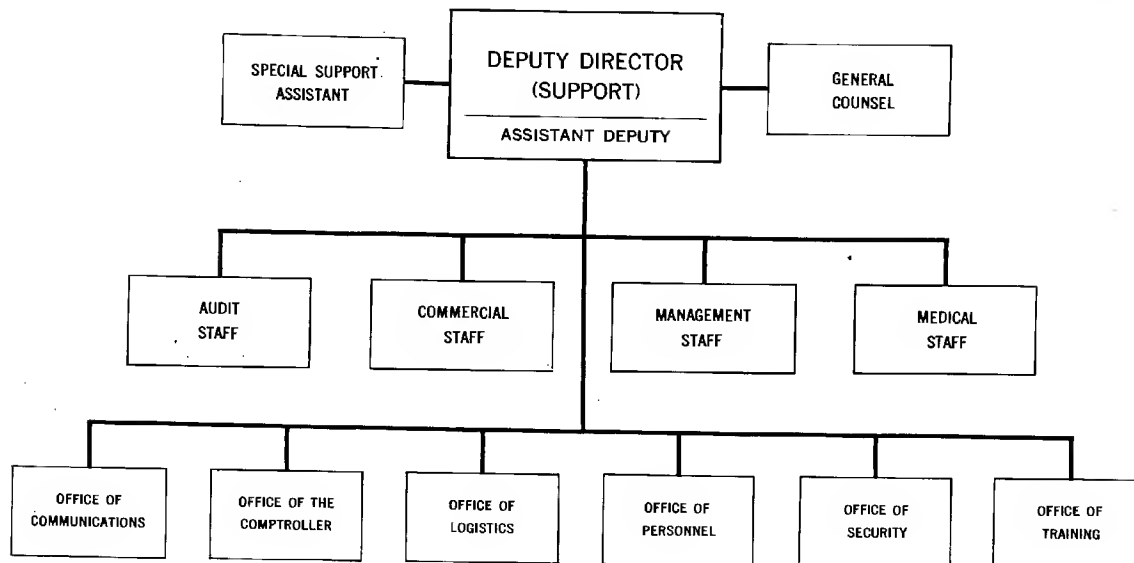 SPECIAL SUPPORT
ASSISTANT
DEPUTY DIRECTOR
(SUPPORT)
ASSISTANT DEPUTY
GENERAL
COUNSEL
AUDIT
STAFF
COMMERCIAL
STAFF
MANAGEMENT
STAFF
MEDICAL
STAFF
OFFICE OF
COMMUNICATIONS
OFFICE OF THE
COMPTROLLER
OFFICE OF
LOGISTICS
OFFICE OF
PERSONNEL
OFFICE OF
SECURITY
OFFICE OF
TRAINING